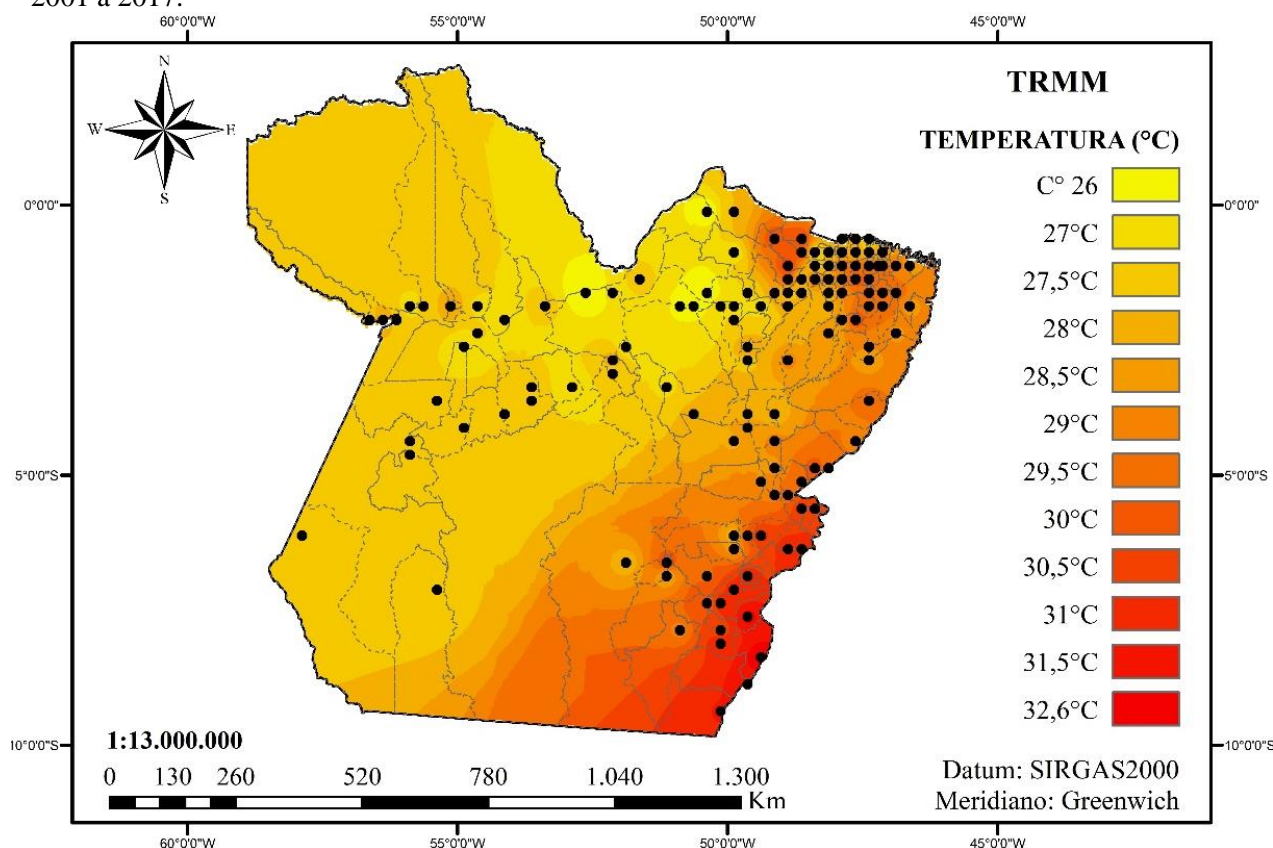 2001 a 2017.
60°0'0"W 55°0'0"W 50°0'0"W 45°0'0"W
N
W E
S
TRMM
TEMPERATURA (°C)
C° 26
27°C
27,5°C
28°C
28,5°C
29°C
29,5°C
30°C
30,5°C
31°C
31,5°C
32,6°C
0°0'0" 0°0'0"
5°0'0"S 5°0'0"S
10°0'0"S 10°0'0"S
1:13.000.000
0 130 260 520 780 1.040 1.300
Km
Datum: SIRGAS2000
Meridiano: Greenwich
60°0'0"W 55°0'0"W 50°0'0"W 45°0'0"W